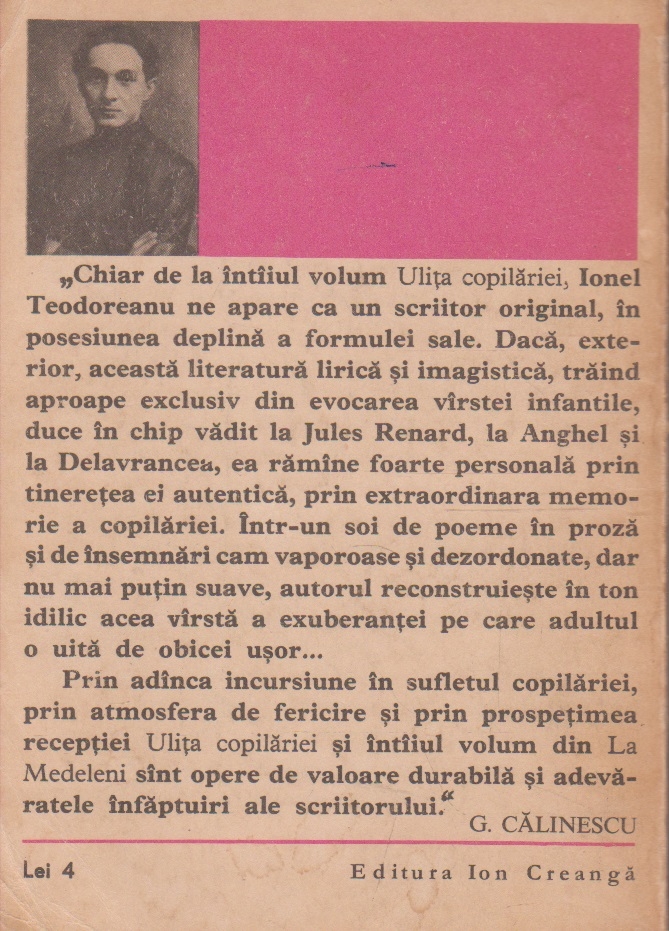 „Chiar de la întîiul volum Ulița copilăriei, Ionel
Teodoreanu ne apare ca un scriitor original, în
posesiunea deplină a formulei sale. Dacă, exte-
rior, această literatură lirică și imagistică, trăind
aproape exclusiv din evocarea vîrstei infantile,
duce în chip vădit la Jules Renard, la Anghel și
la Delavrancea, ea rămîne foarte personală prin
tinerețea ei autentică, prin extraordinara memo-
rie a copilăriei. Într-un soi de poeme în proză
și de însemnări cam vaporoase și dezordonate, dar
nu mai puțin suave, autorul reconstruiește în ton
idilic acea vîrstă a exuberanței pe care adultul
o uită de obicei ușor...
Prin adînca incursiune în sufletul copilăriei,
prin atmosfera de fericire și prin prospețimea
recepției Ulița copilăriei și întîiul volum din La
Medeleni sînt opere de valoare durabilă și adevă-
ratele înfăptuiri ale scriitorului.“
G. CĂLINESCU
Lei 4 Editura Ion Creangă